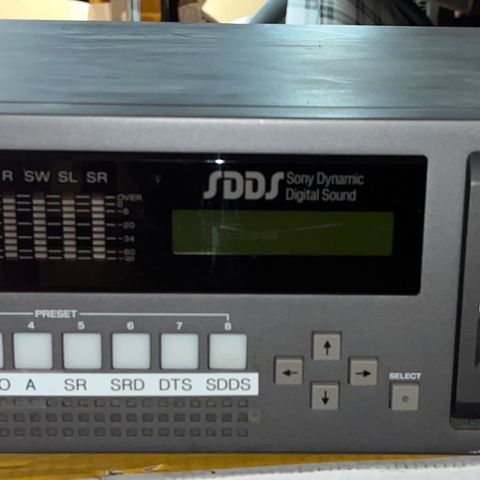 R SW SL SR
SDDS Sony Dynamic
Digital Sound
OVER
0
-20
-34
-60
PRESET
4 5 6 7 8
O A SR SRD DTS SDDS
SELECT